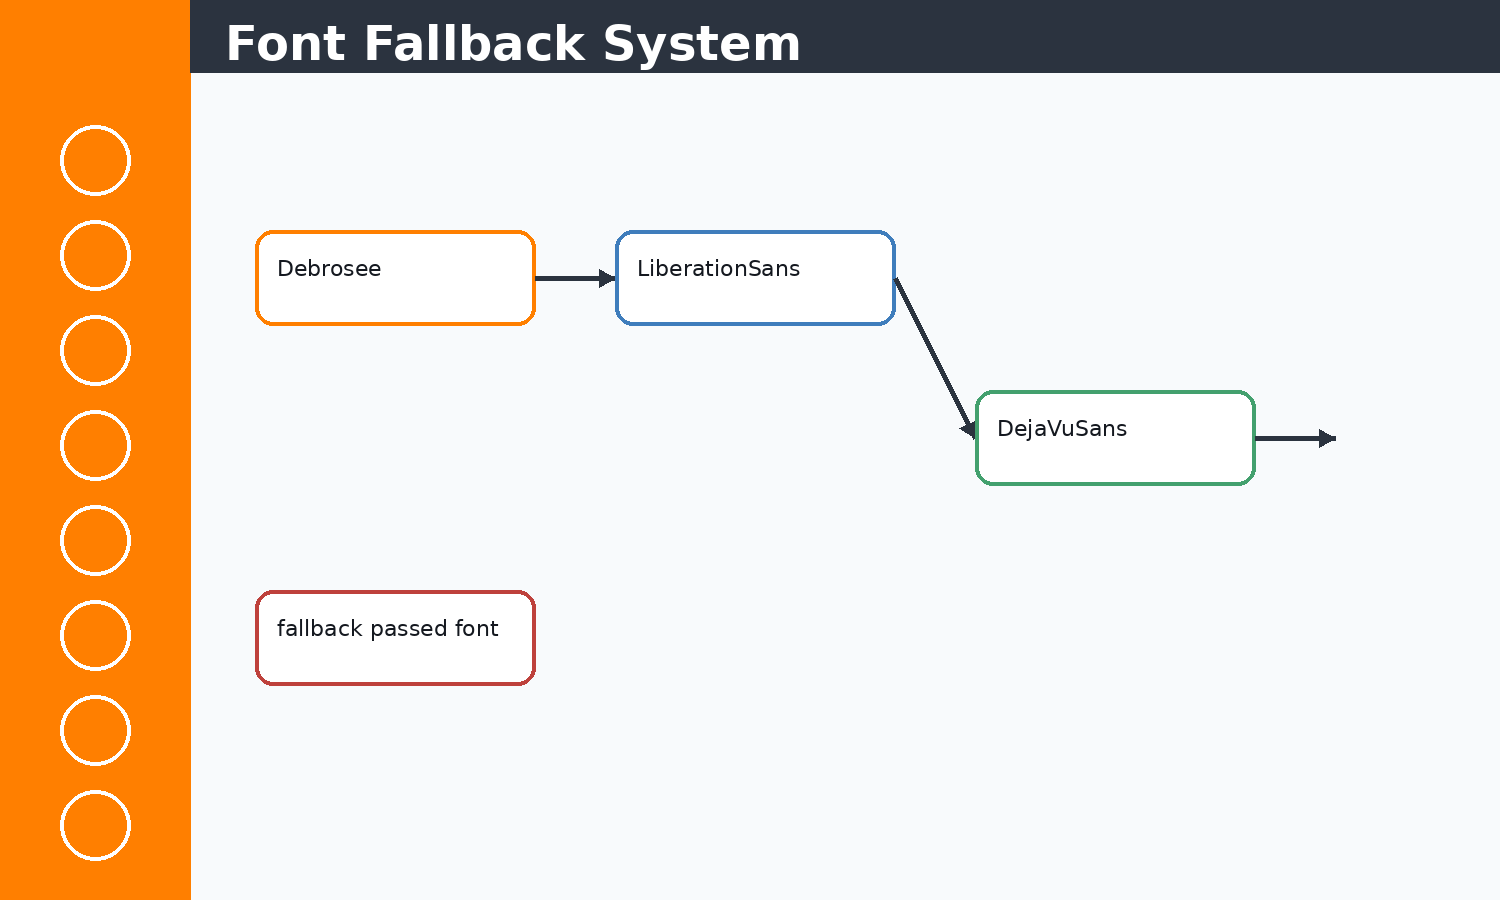 Font Fallback System
Debrosee
LiberationSans
DejaVuSans
fallback passed font